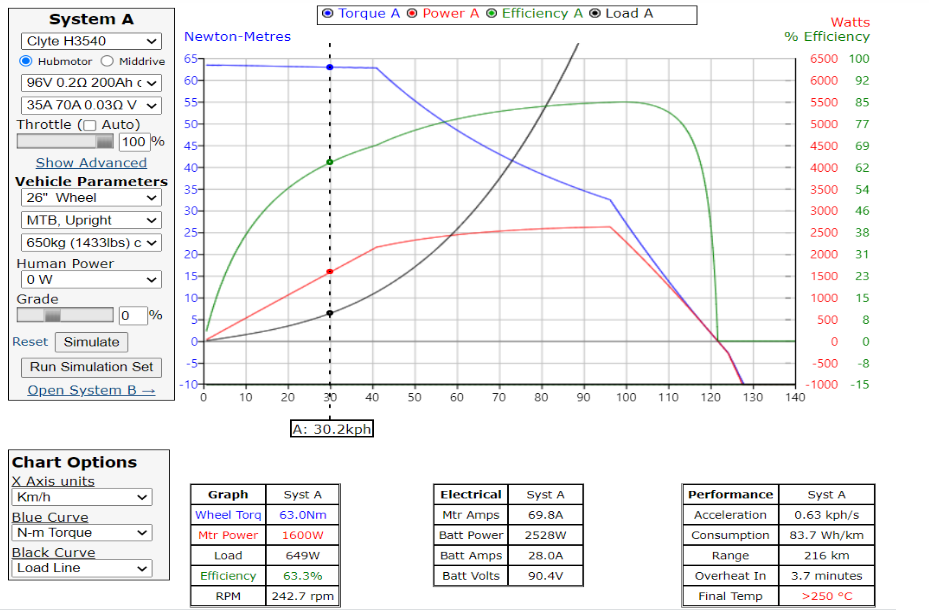 System A
Clyte H3540
Hubmotor Middrive
96V 0.2Ω 200Ah c
35A 70A 0.03Ω V
Throttle ( Auto)
100 %
Show Advanced
Vehicle Parameters
26" Wheel
MTB, Upright
650kg (1433lbs) c
Human Power
0 W
Grade
0 %
Reset Simulate
Run Simulation Set
Open System B →
Torque A Power A Efficiency A Load A
Newton-Metres
Watts
% Efficiency
65 6500 100
60 6000 92
55 5500 85
50 5000 77
45 4500 69
40 4000 62
35 3500 54
30 3000 46
25 2500 38
20 2000 31
15 1500 23
10 1000 15
5 500 8
0 0 0
-5 -500 -8
-10 -1000 -15
0 10 20 30 40 50 60 70 80 90 100 110 120 130 140
A: 30.2kph
Chart Options
X Axis units
Km/h
Blue Curve
N-m Torque
Black Curve
Load Line
Graph Syst A
Wheel Torq 63.0Nm
Mtr Power 1600W
Load 649W
Efficiency 63.3%
RPM 242.7 rpm
Electrical Syst A
Mtr Amps 69.8A
Batt Power 2528W
Batt Amps 28.0A
Batt Volts 90.4V
Performance Syst A
Acceleration 0.63 kph/s
Consumption 83.7 Wh/km
Range 216 km
Overheat In 3.7 minutes
Final Temp >250 °C